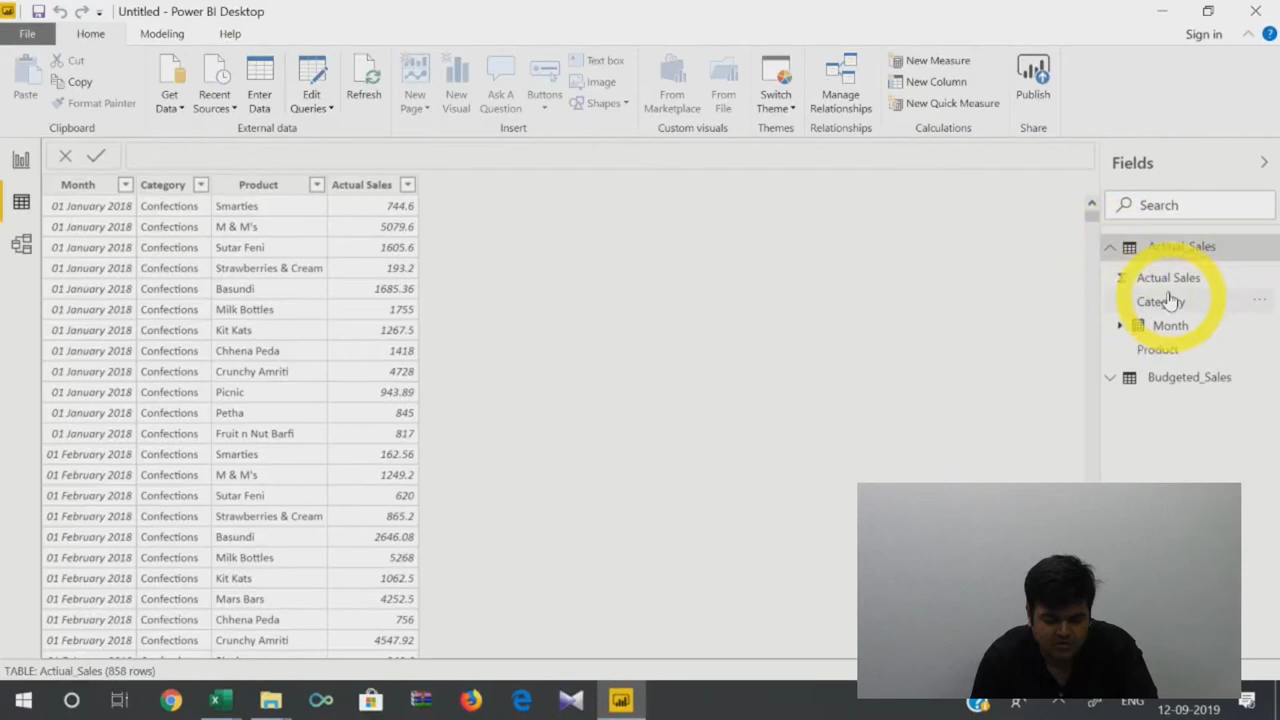 Untitled - Power BI Desktop
File Home Modeling Help Sign in
Paste
Cut
Copy
Format Painter
Clipboard
Get Data
Recent Sources
Enter Data
Edit Queries
Refresh
External data
New Page
New Visual
Ask A Question
Buttons
Text box
Image
Shapes
Insert
From Marketplace
From File
Custom visuals
Switch Theme
Themes
Manage Relationships
Relationships
New Measure
New Column
New Quick Measure
Calculations
Publish
Share
Month Category Product Actual Sales
01 January 2018 Confections Smarties 744.6
01 January 2018 Confections M & M's 5079.6
01 January 2018 Confections Sutar Feni 1605.6
01 January 2018 Confections Strawberries & Cream 193.2
01 January 2018 Confections Basundi 1685.36
01 January 2018 Confections Milk Bottles 1755
01 January 2018 Confections Kit Kats 1267.5
01 January 2018 Confections Chhena Peda 1418
01 January 2018 Confections Crunchy Amriti 4728
01 January 2018 Confections Picnic 943.89
01 January 2018 Confections Petha 845
01 January 2018 Confections Fruit n Nut Barfi 817
01 February 2018 Confections Smarties 162.56
01 February 2018 Confections M & M's 1249.2
01 February 2018 Confections Sutar Feni 620
01 February 2018 Confections Strawberries & Cream 865.2
01 February 2018 Confections Basundi 2646.08
01 February 2018 Confections Milk Bottles 5268
01 February 2018 Confections Kit Kats 1062.5
01 February 2018 Confections Mars Bars 4252.5
01 February 2018 Confections Chhena Peda 756
01 February 2018 Confections Crunchy Amriti 4547.92
Fields
Search
Σ Actual Sales
Category
Month
Product
Budgeted_Sales
TABLE: Actiual_Sales (858 rows)
ENG
12-09-2019